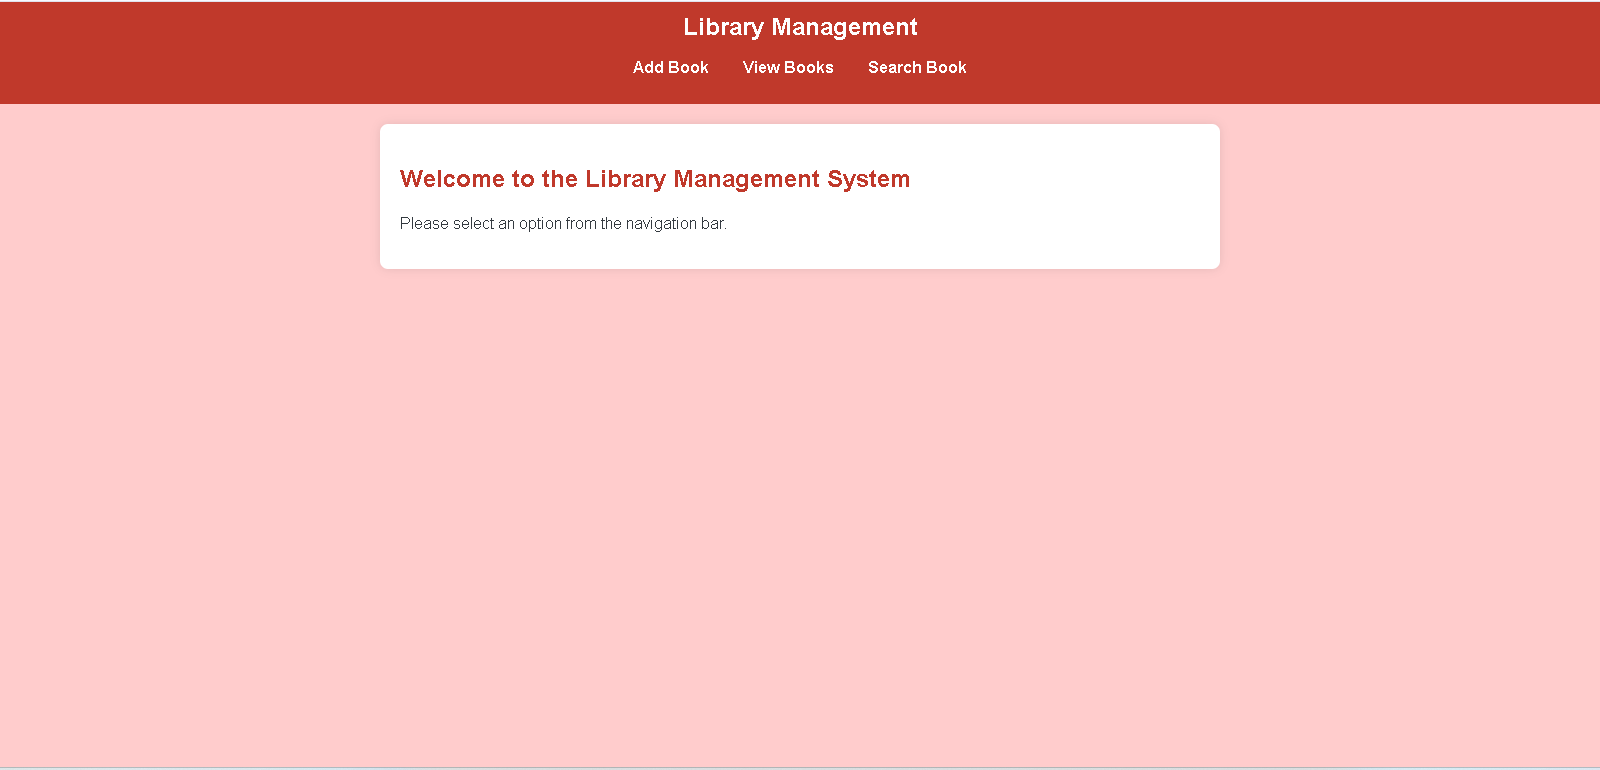 Library Management
Add Book View Books Search Book
Welcome to the Library Management System
Please select an option from the navigation bar.